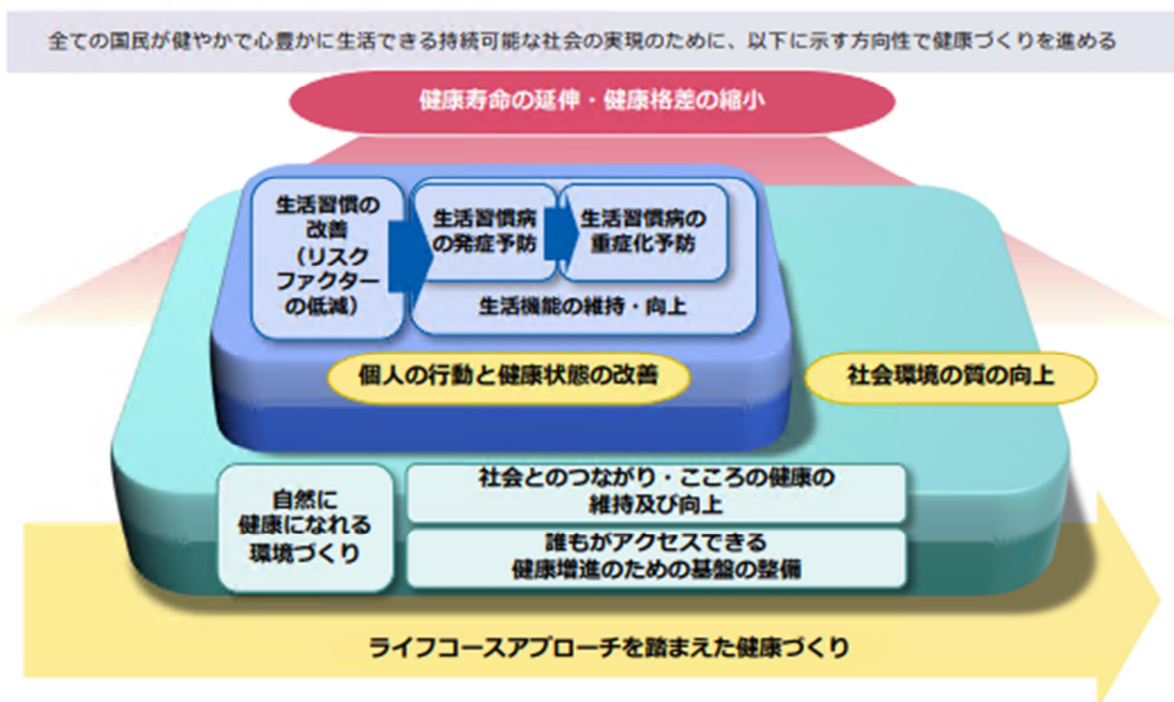 全ての国民が健やかで心豊かに生活できる持続可能な社会の実現のために、以下に示す方向性で健康づくりを進める
健康寿命の延伸・健康格差の縮小
生活習慣の
改善
（リスク
ファクター
の低減）
生活習慣病
の発症予防
生活習慣病の
重症化予防
生活機能の維持・向上
個人の行動と健康状態の改善
社会環境の質の向上
自然に
健康になれる
環境づくり
社会とのつながり・こころの健康の
維持及び向上
誰もがアクセスできる
健康増進のための基盤の整備
ライフコースアプローチを踏まえた健康づくり